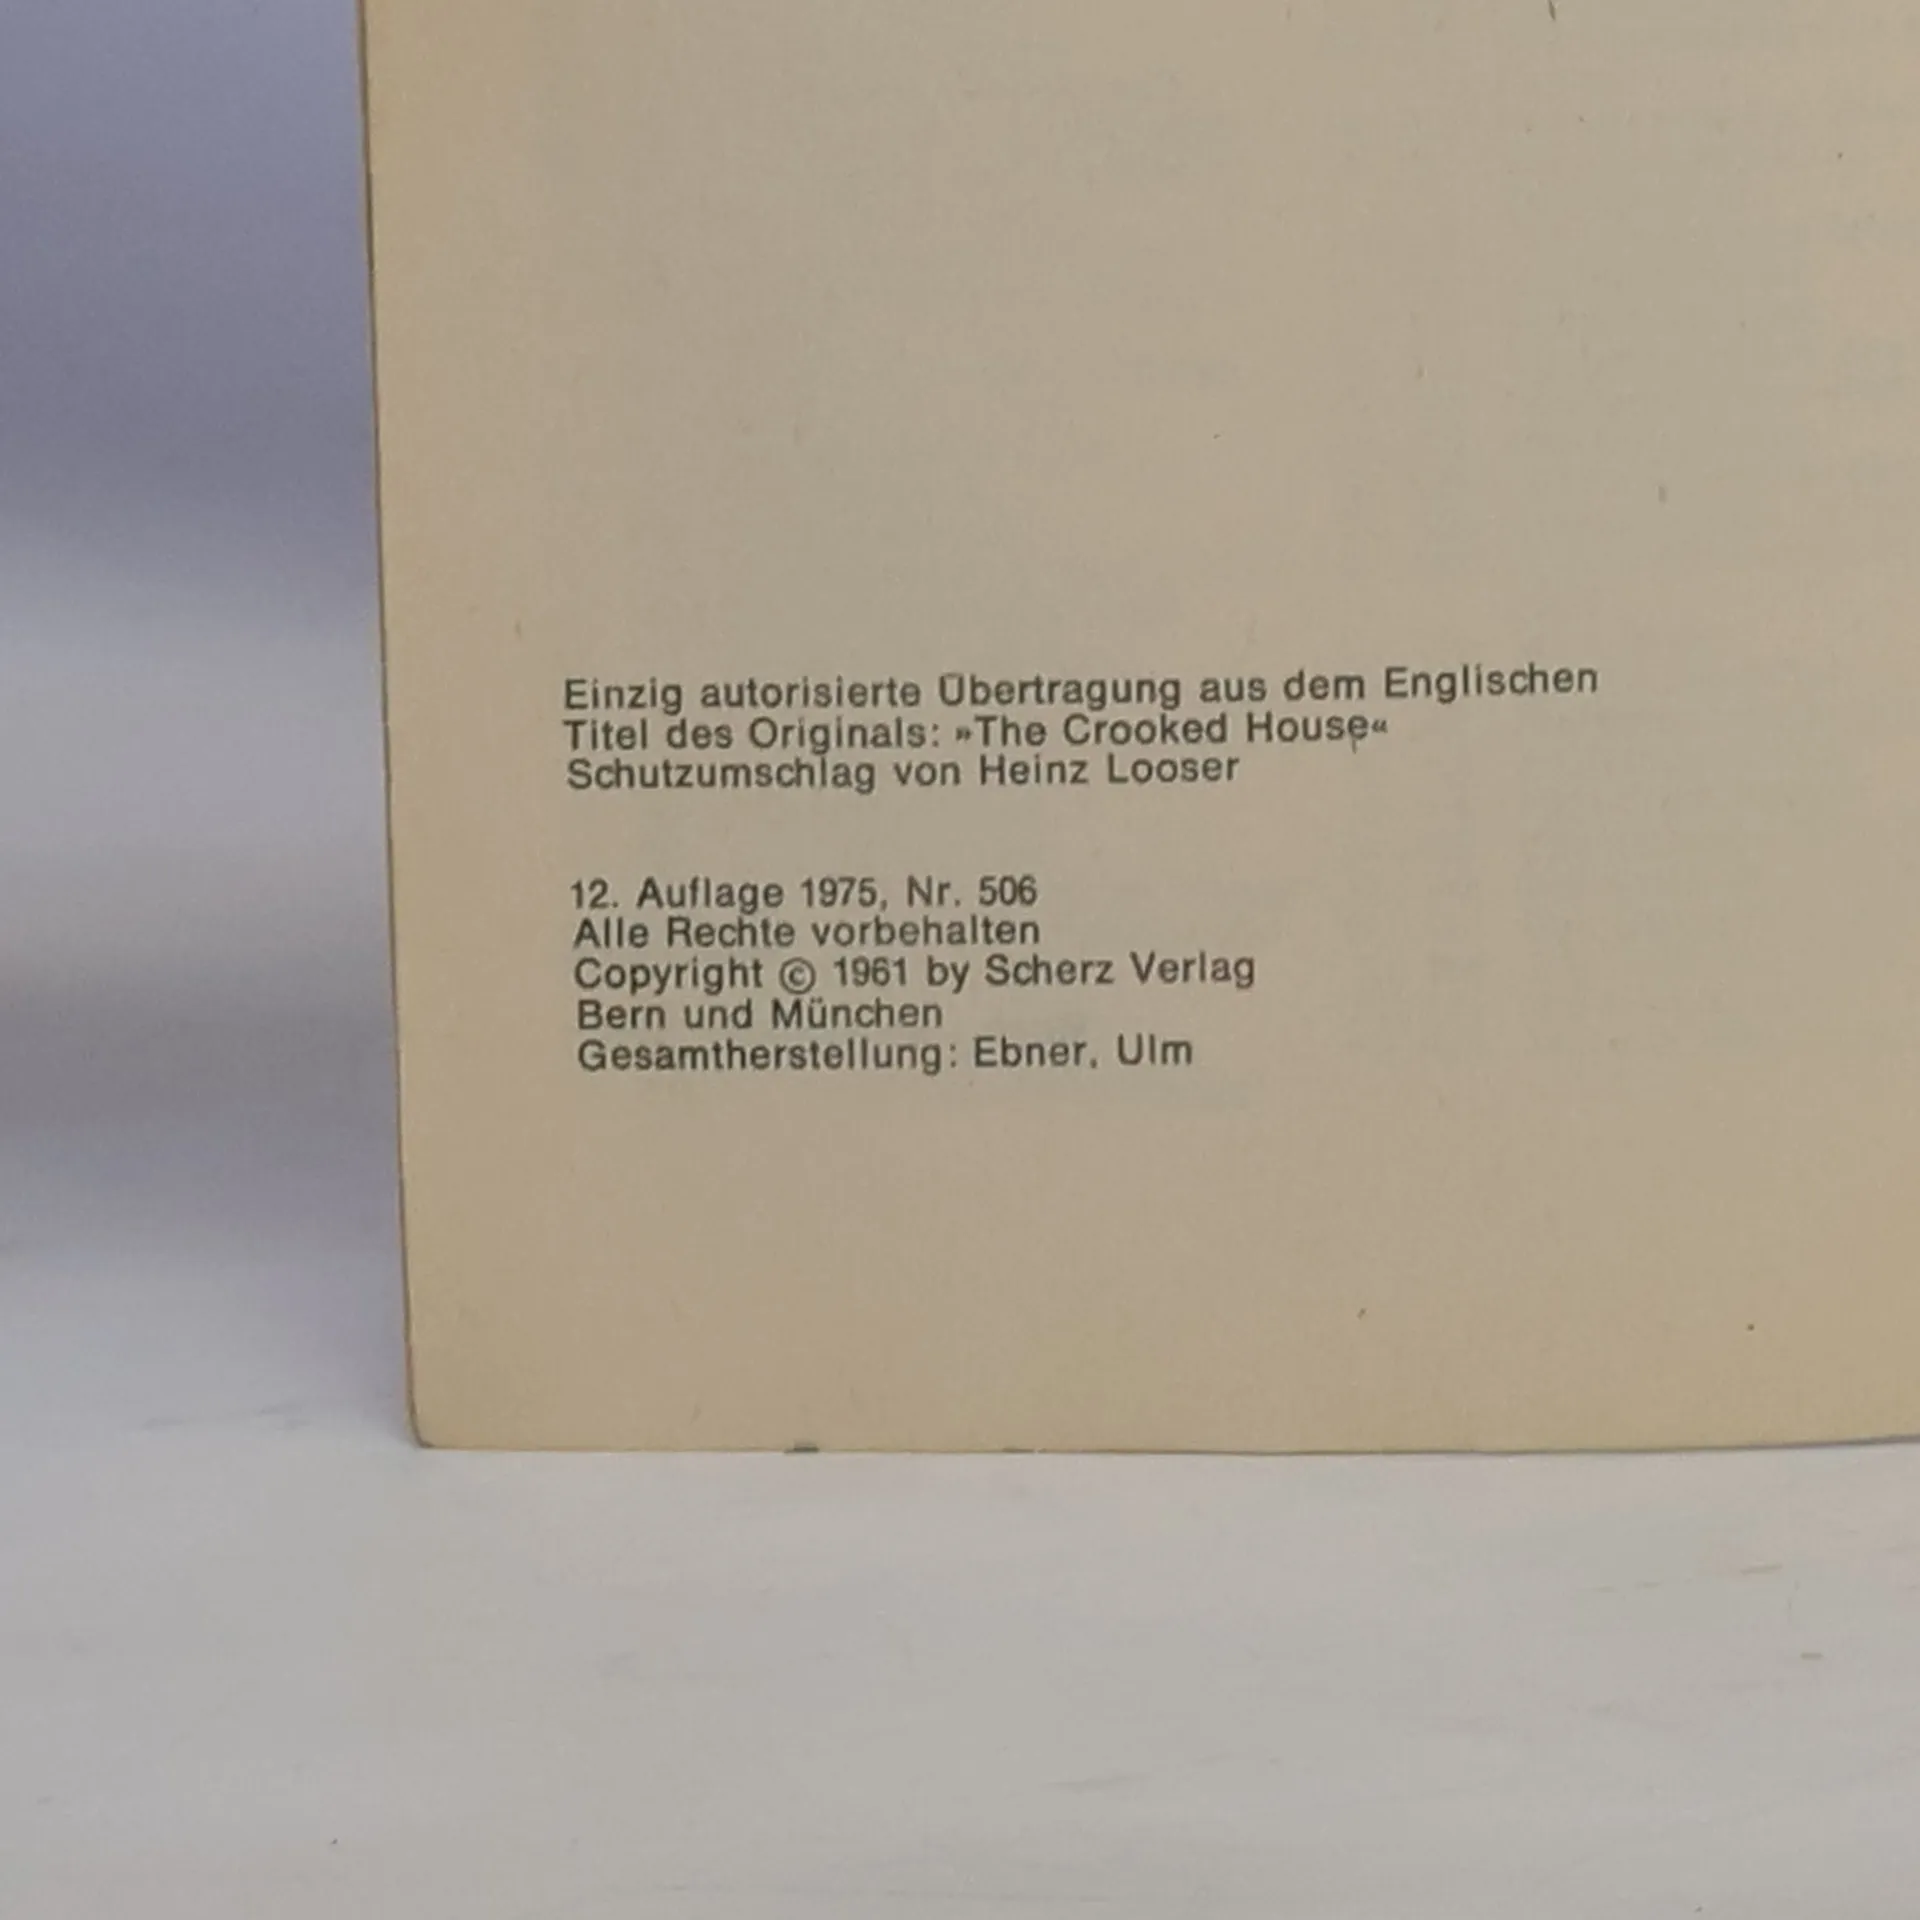 Einzig autorisierte Übertragung aus dem Englischen
Titel des Originals: »The Crooked House«
Schutzumschlag von Heinz Looser
12. Auflage 1975, Nr. 506
Alle Rechte vorbehalten
Copyright © 1961 by Scherz Verlag
Bern und München
Gesamtherstellung: Ebner, Ulm